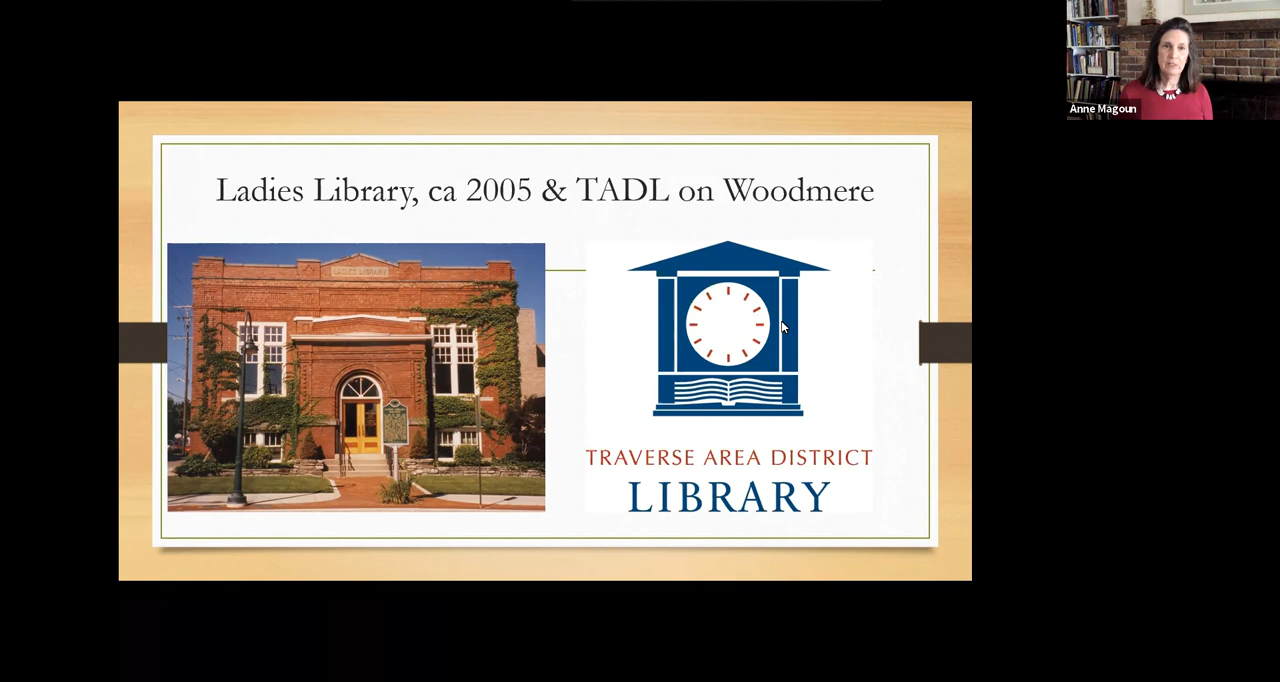 Anne Magoun
Ladies Library, ca 2005 & TADL on Woodmere
LADIES LIBRARY
TRAVERSE AREA DISTRICT
LIBRARY